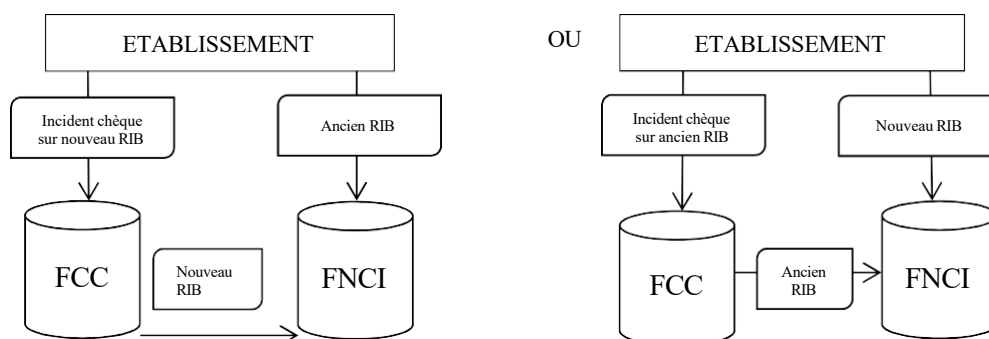 ETABLISSEMENT
Incident chèque
sur nouveau RIB
Ancien RIB
FCC
Nouveau
RIB
FNCI
OU
ETABLISSEMENT
Incident chèque
sur ancien RIB
Nouveau RIB
FCC
Ancien
RIB
FNCI